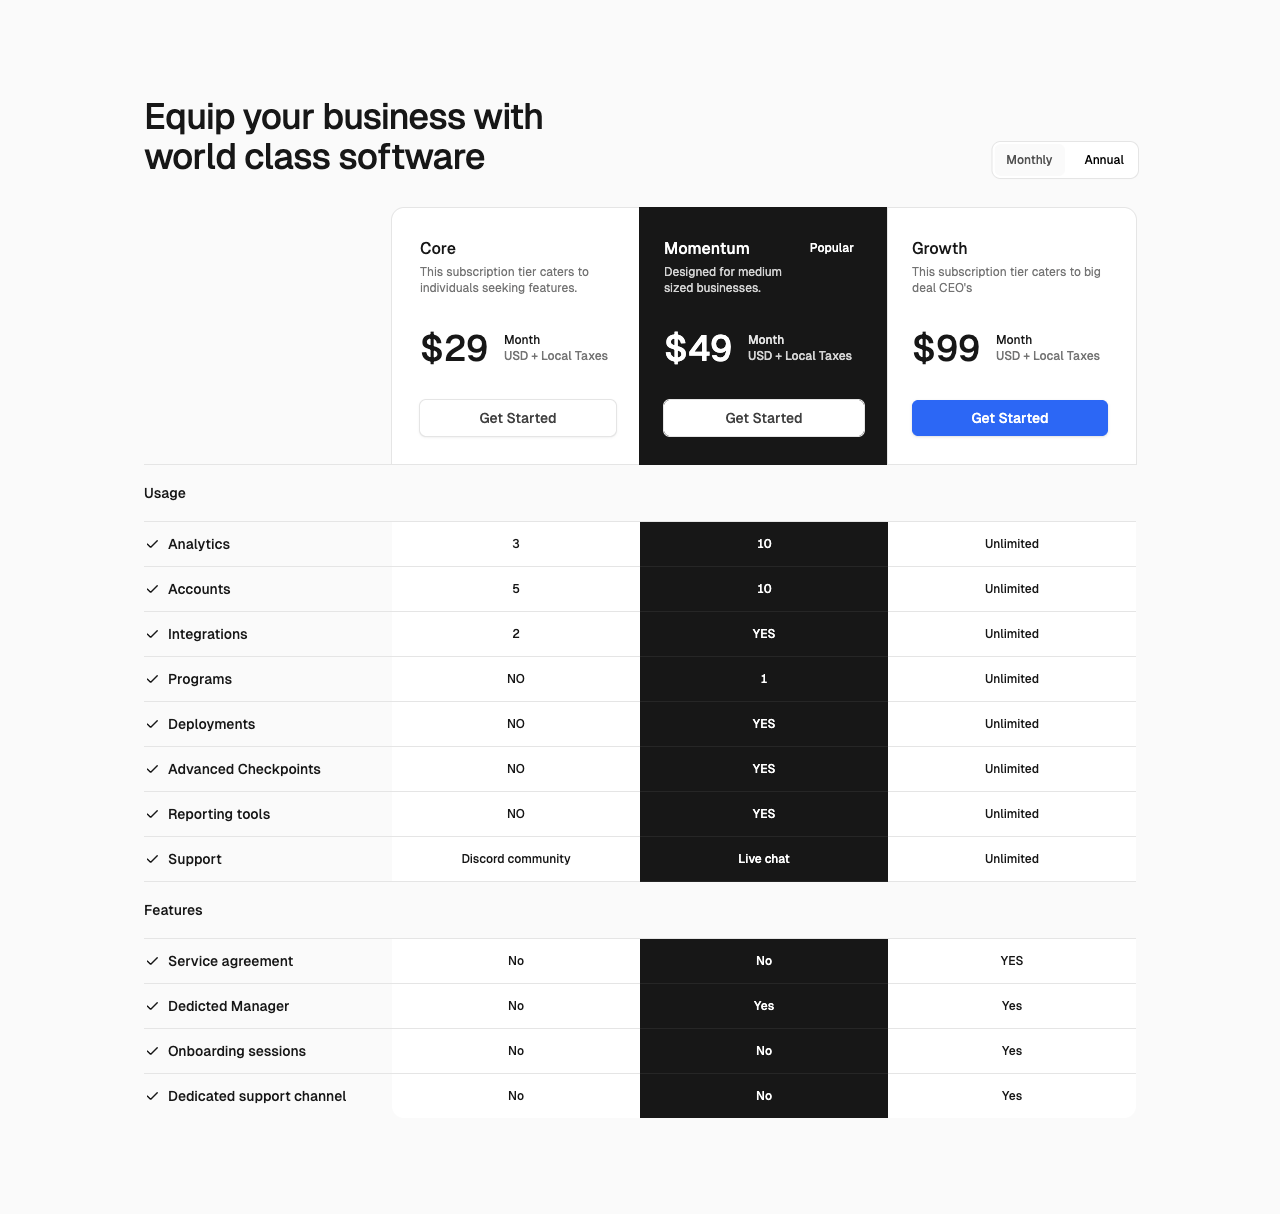 Equip your business with
world class software
Monthly Annual
Core
This subscription tier caters to
individuals seeking features.
$29
Month
USD + Local Taxes
Get Started
Momentum Popular
Designed for medium
sized businesses.
$49
Month
USD + Local Taxes
Get Started
Growth
This subscription tier caters to big
deal CEO's
$99
Month
USD + Local Taxes
Get Started
Usage
Analytics 3 10 Unlimited
Accounts 5 10 Unlimited
Integrations 2 YES Unlimited
Programs NO 1 Unlimited
Deployments NO YES Unlimited
Advanced Checkpoints NO YES Unlimited
Reporting tools NO YES Unlimited
Support Discord community Live chat Unlimited
Features
Service agreement No No YES
Dedicted Manager No Yes Yes
Onboarding sessions No No Yes
Dedicated support channel No No Yes